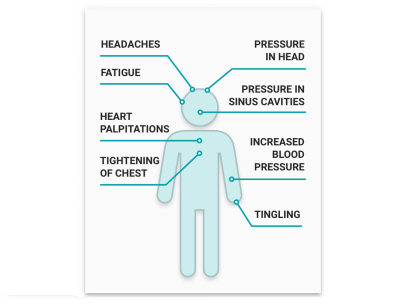 HEADACHES
FATIGUE
HEART
PALPITATIONS
TIGHTENING
OF CHEST
PRESSURE
IN HEAD
PRESSURE IN
SINUS CAVITIES
INCREASED
BLOOD
PRESSURE
TINGLING